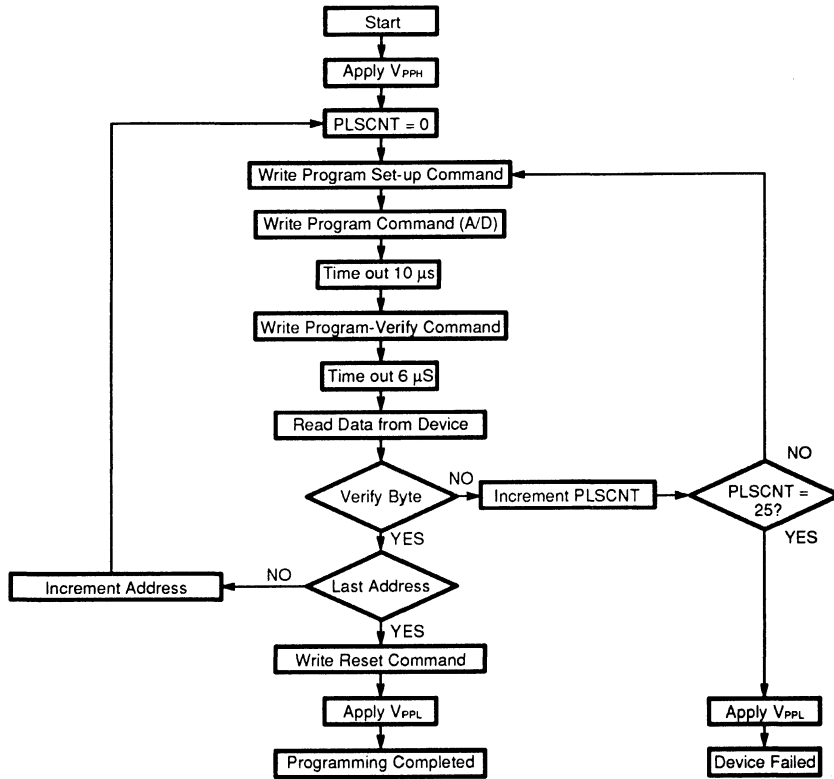 Start
Apply VPPH
PLSCNT = 0
Write Program Set-up Command
Write Program Command (A/D)
Time out 10 μs
Write Program-Verify Command
Time out 6 μS
Read Data from Device
Verify Byte
NO
Increment PLSCNT
PLSCNT =
25?
NO
YES
YES
Last Address
NO
Increment Address
YES
Write Reset Command
Apply VPPL
Programming Completed
Apply VPPL
Device Failed